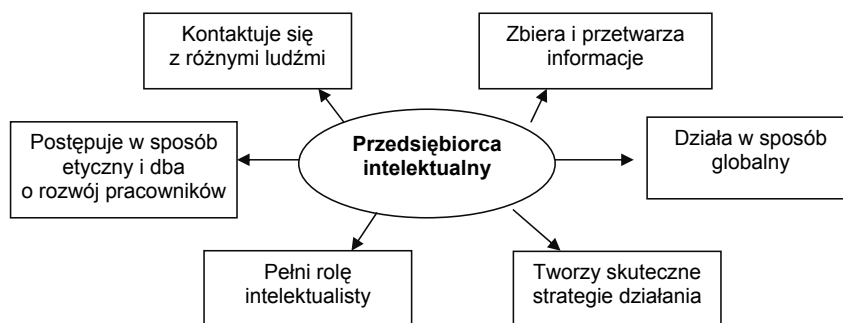 Kontaktuje się
z różnymi ludźmi
Zbiera i przetwarza
informacje
Postępuje w sposób
etyczny i dba
o rozwój pracowników
Przedsiębiorca
intelektualny
Działa w sposób
globalny
Pełni rolę
intelektualisty
Tworzy skuteczne
strategie działania